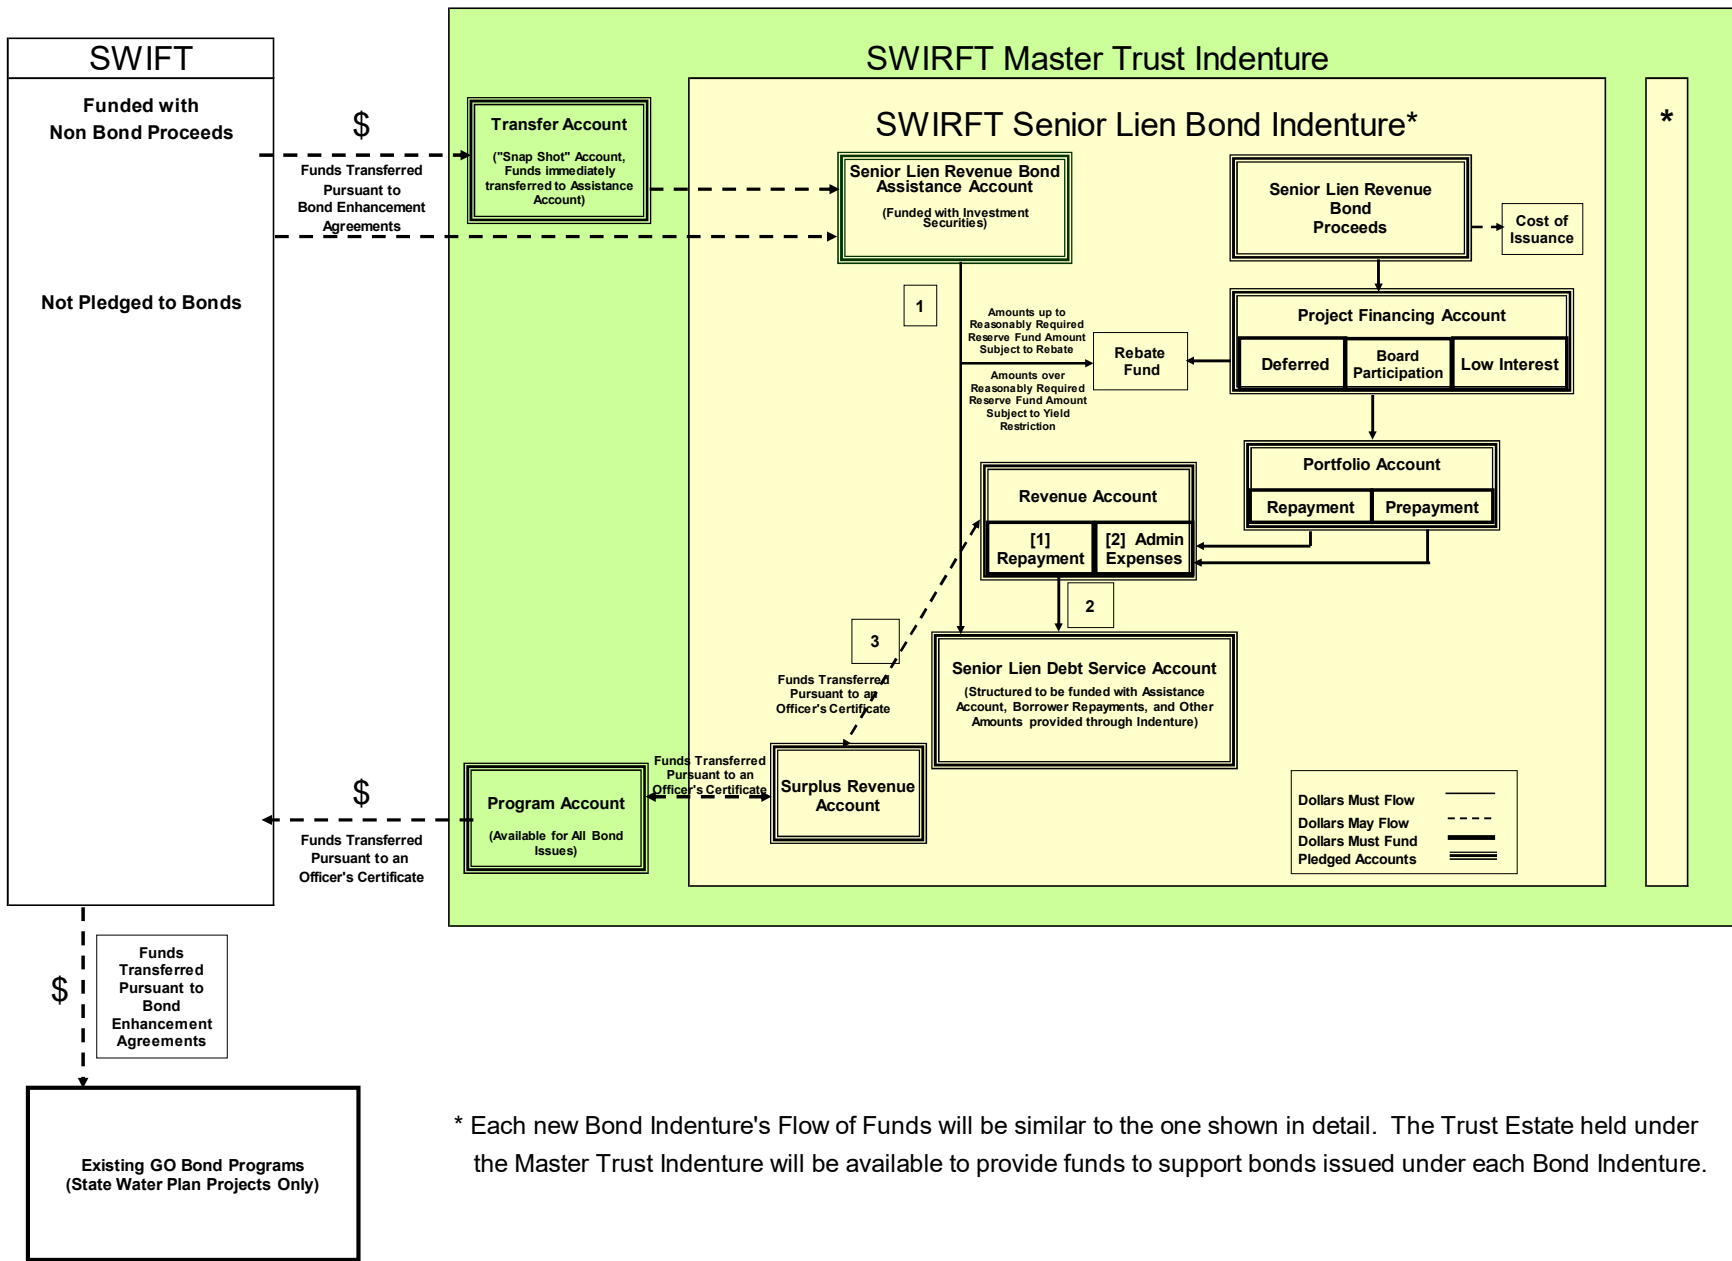 SWIFT
Funded with
Non Bond Proceeds
Not Pledged to Bonds
$
Funds Transferred
Pursuant to
Bond Enhancement
Agreements
SWIRFT Master Trust Indenture
Transfer Account
("Snap Shot" Account,
Funds immediately
transferred to Assistance
Account)
SWIRFT Senior Lien Bond Indenture*
*
Senior Lien Revenue Bond
Assistance Account
(Funded with Investment
Securities)
Senior Lien Revenue
Bond
Proceeds
Cost of
Issuance
1
Amounts up to
Reasonably Required
Reserve Fund Amount
Subject to Rebate
Amounts over
Reasonably Required
Reserve Fund Amount
Subject to Yield
Restriction
Rebate
Fund
Project Financing Account
Deferred
Board
Participation
Low Interest
Portfolio Account
Repayment
Prepayment
Revenue Account
[1]
Repayment
[2] Admin
Expenses
2
3
Funds Transferred
Pursuant to an
Officer's Certificate
Senior Lien Debt Service Account
(Structured to be funded with Assistance
Account, Borrower Repayments, and Other
Amounts provided through Indenture)
Surplus Revenue
Account
Funds Transferred
Pursuant to an
Officer's Certificate
Program Account
(Available for All Bond
Issues)
$
Funds Transferred
Pursuant to an
Officer's Certificate
Dollars Must Flow
Dollars May Flow
Dollars Must Fund
Pledged Accounts
$
Funds
Transferred
Pursuant to
Bond
Enhancement
Agreements
Existing GO Bond Programs
(State Water Plan Projects Only)
* Each new Bond Indenture's Flow of Funds will be similar to the one shown in detail. The Trust Estate held under
the Master Trust Indenture will be available to provide funds to support bonds issued under each Bond Indenture.